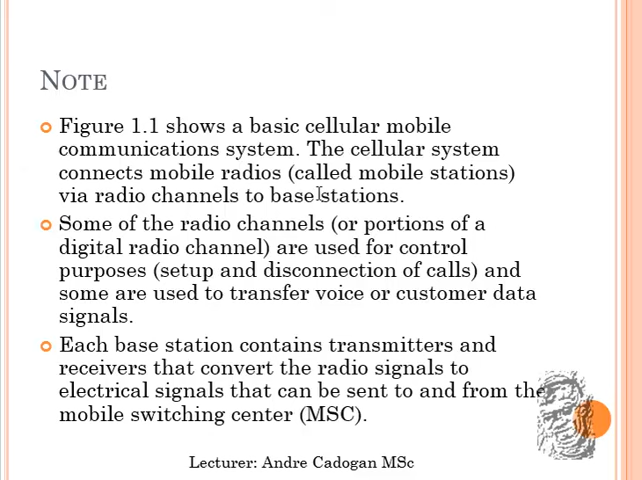 NOTE
Figure 1.1 shows a basic cellular mobile
communications system. The cellular system
connects mobile radios (called mobile stations)
via radio channels to base stations.
Some of the radio channels (or portions of a
digital radio channel) are used for control
purposes (setup and disconnection of calls) and
some are used to transfer voice or customer data
signals.
Each base station contains transmitters and
receivers that convert the radio signals to
electrical signals that can be sent to and from the
mobile switching center (MSC).
Lecturer: Andre Cadogan MSc